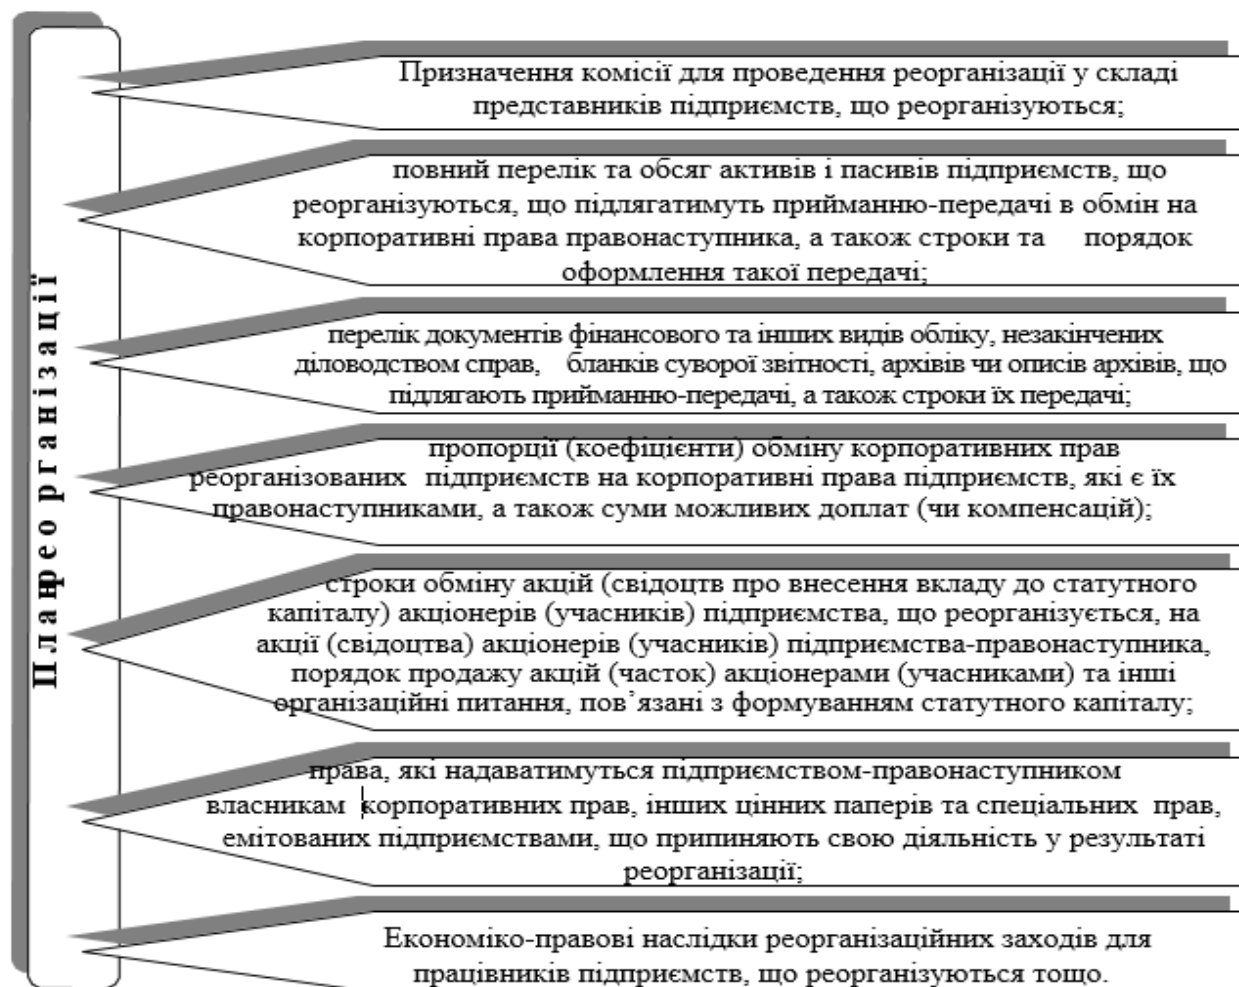 План реорганізації
Призначення комісії для проведення реорганізації у складі
представників підприємств, що реорганізуються;
повний перелік та обсяг активів і пасивів підприємств, що
реорганізуються, що підлягатимуть прийманню-передачі в обмін на
корпоративні права правонаступника, а також строки та порядок
оформлення такої передачі;
перелік документів фінансового та інших видів обліку, незакінчених
діловодством справ, бланків суворої звітності, архівів чи описів архівів, що
підлягають прийманню-передачі, а також строки їх передачі;
пропорції (коефіцієнти) обміну корпоративних прав
реорганізованих підприємств на корпоративні права підприємств, які є їх
правонаступниками, а також суми можливих доплат (чи компенсацій);
строки обміну акцій (свідоцтв про внесення вкладу до статутного
капіталу) акціонерів (учасників) підприємства, що реорганізується, на
акції (свідоцтва) акціонерів (учасників) підприємства-правонаступника,
порядок продажу акцій (часток) акціонерами (учасниками) та інші
організаційні питання, пов’язані з формуванням статутного капіталу;
права, які надаватимуться підприємством-правонаступником
власникам корпоративних прав, інших цінних паперів та спеціальних прав,
емітованих підприємствами, що припиняють свою діяльність у результаті
реорганізації;
Економіко-правові наслідки реорганізаційних заходів для
працівників підприємств, що реорганізуються тощо.